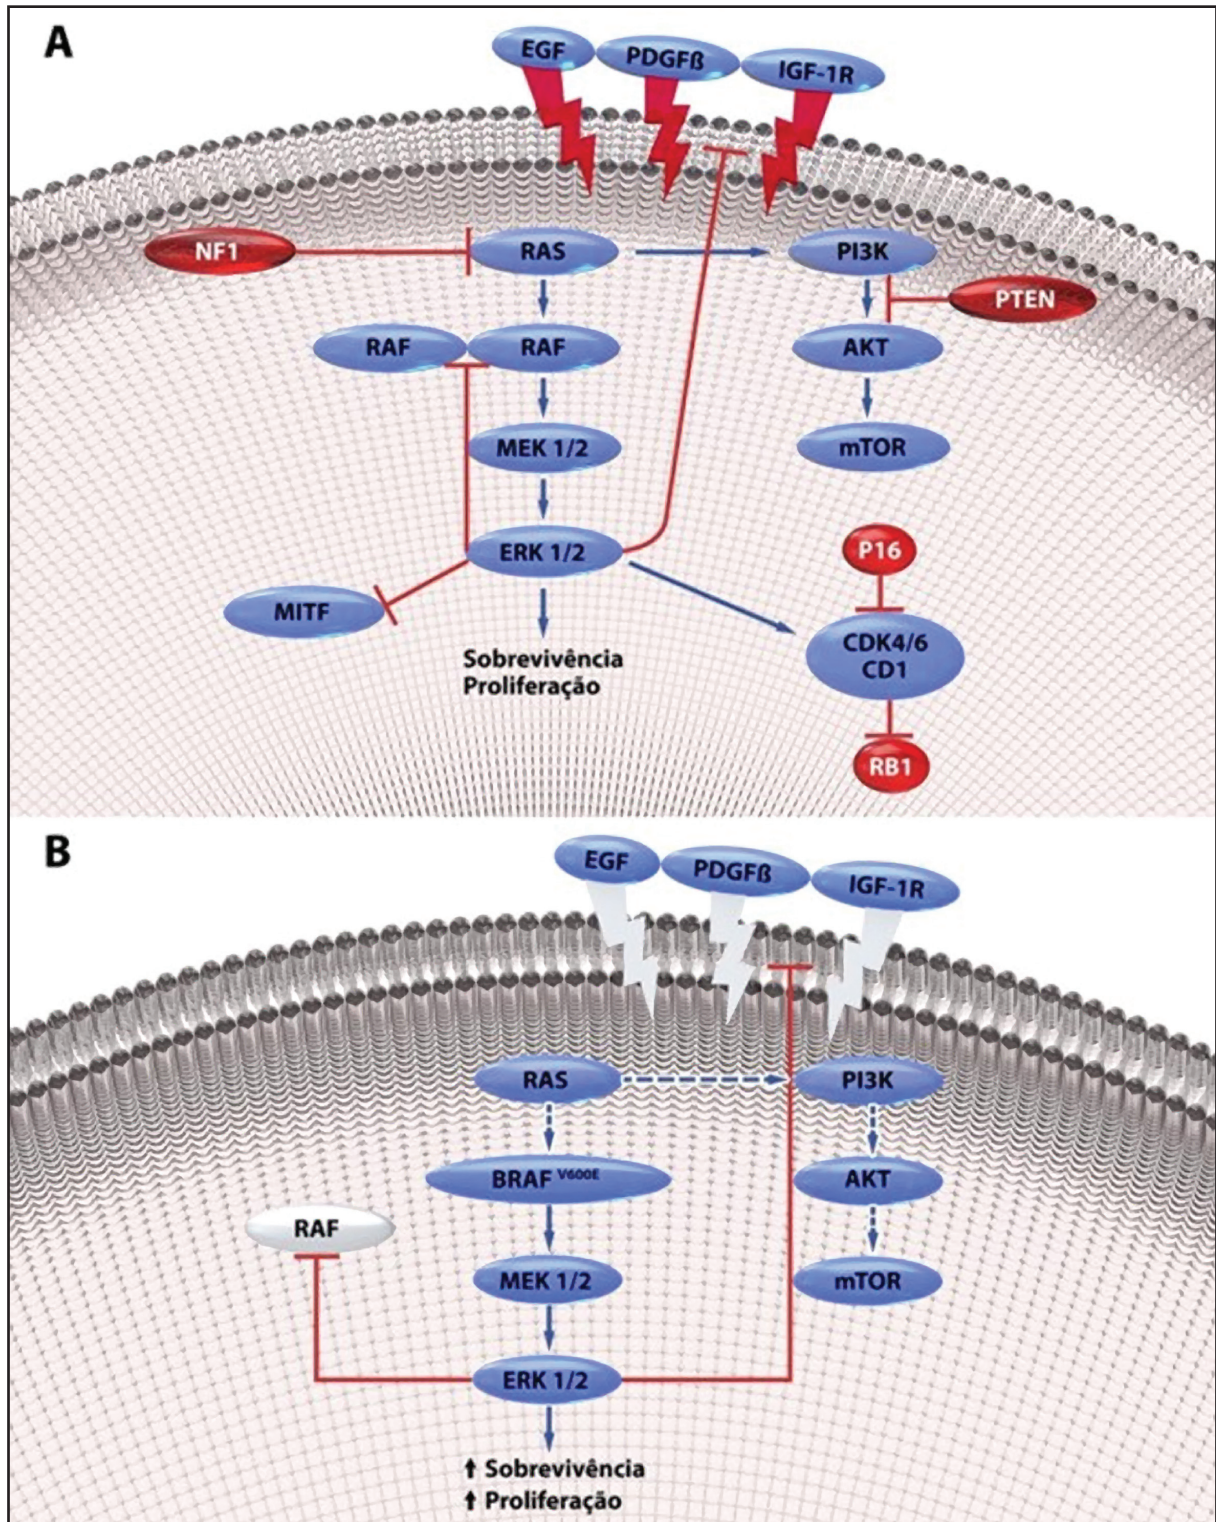 A
EGF
PDGFß
IGF-1R
NF1
RAS
PI3K
PTEN
RAF
RAF
AKT
MEK 1/2
mTOR
ERK 1/2
P16
MITF
CDK4/6
CD1
Sobrevivência
Proliferação
RB1
B
EGF
PDGFß
IGF-1R
RAS
PI3K
BRAF V600E
AKT
RAF
MEK 1/2
mTOR
ERK 1/2
⬆ Sobrevivência
⬆ Proliferação